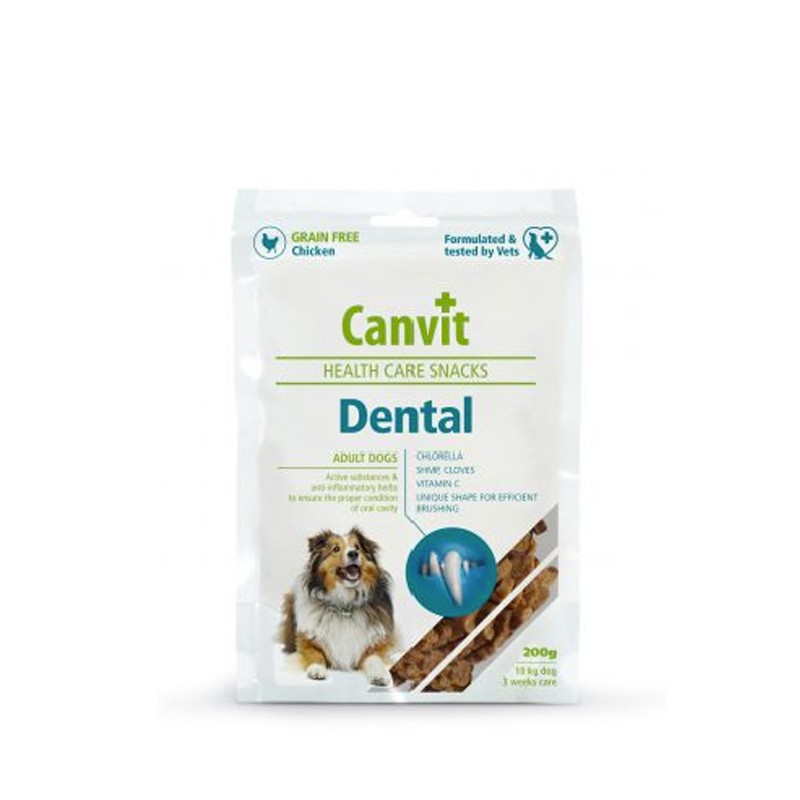 GRAIN FREE
Chicken
Formulated &
tested by Vets
Canvit
HEALTH CARE SNACKS
Dental
ADULT DOGS
Active substances &
anti-inflammatory herbs
to ensure the proper condition
of oral cavity
CHLORELLA
SHMP, CLOVES
VITAMIN C
UNIQUE SHAPE FOR EFFICIENT
BRUSHING
200g
10 kg dog
3 weeks care